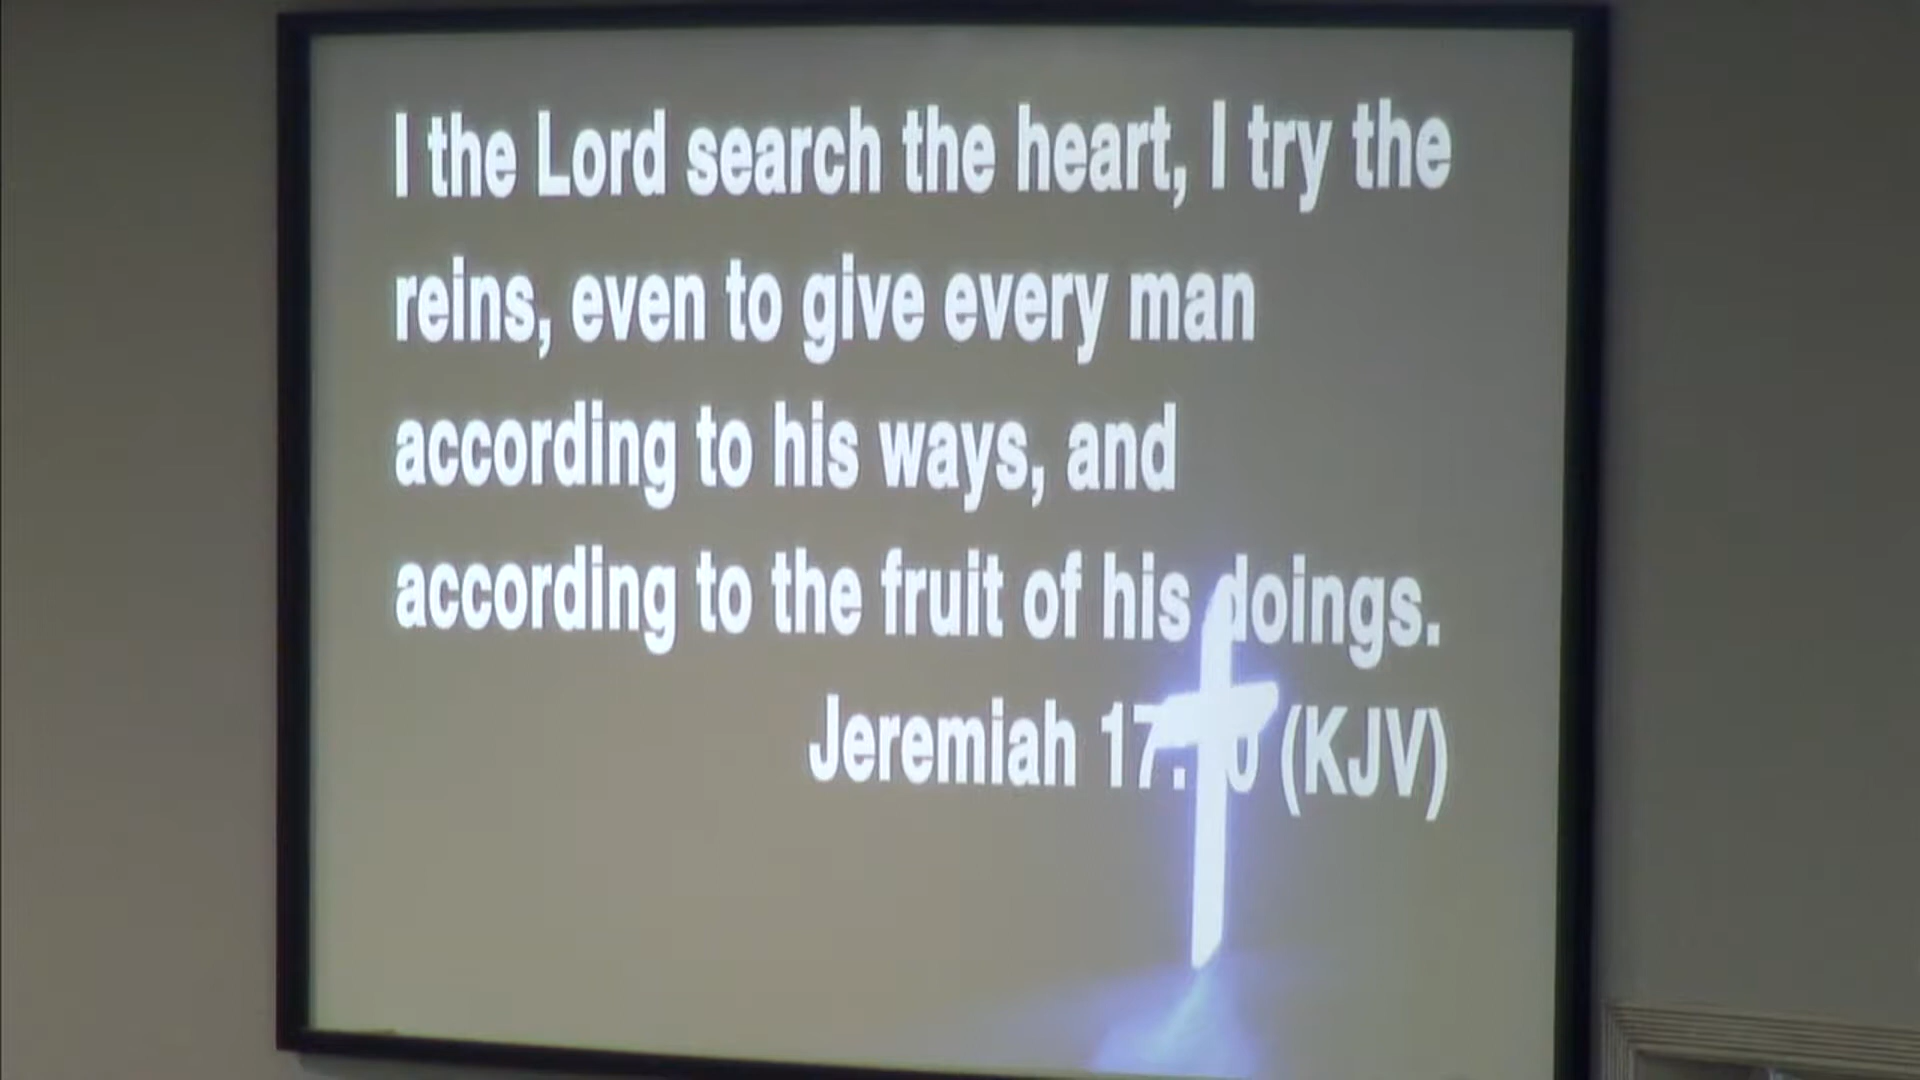 I the Lord search the heart, I try the
reins, even to give every man
according to his ways, and
according to the fruit of his doings.
Jeremiah 17:10 (KJV)